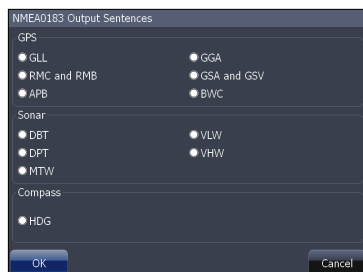 NMEA0183 Output Sentences
GPS
GLL GGA
RMC and RMB GSA and GSV
APB BWC
Sonar
DBT VLW
DPT VHW
MTW
Compass
HDG
OK Cancel